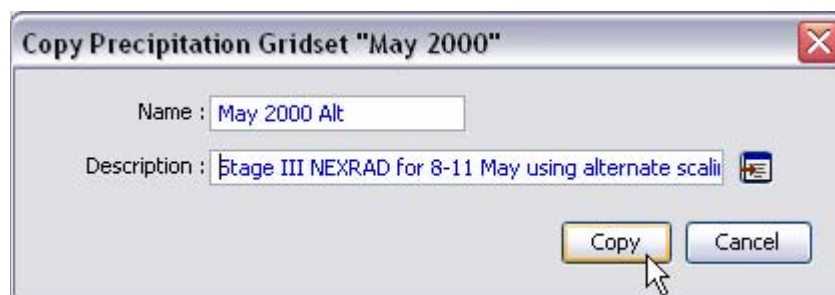 Copy Precipitation Gridset "May 2000"
Name : May 2000 Alt
Description : Stage III NEXRAD for 8-11 May using alternate
Copy Cancel